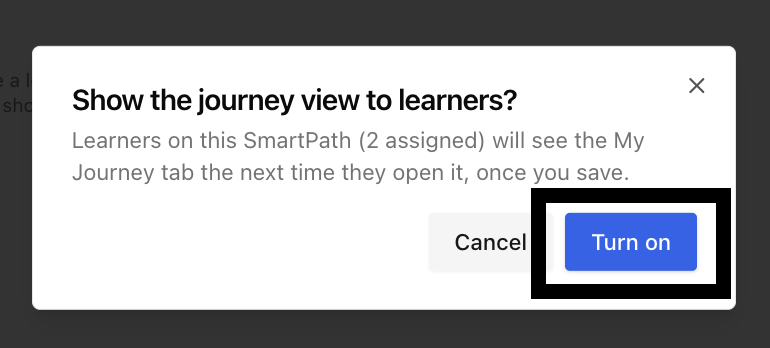 Show the journey view to learners?
Learners on this SmartPath (2 assigned) will see the My
Journey tab the next time they open it, once you save.
Cancel
Turn on